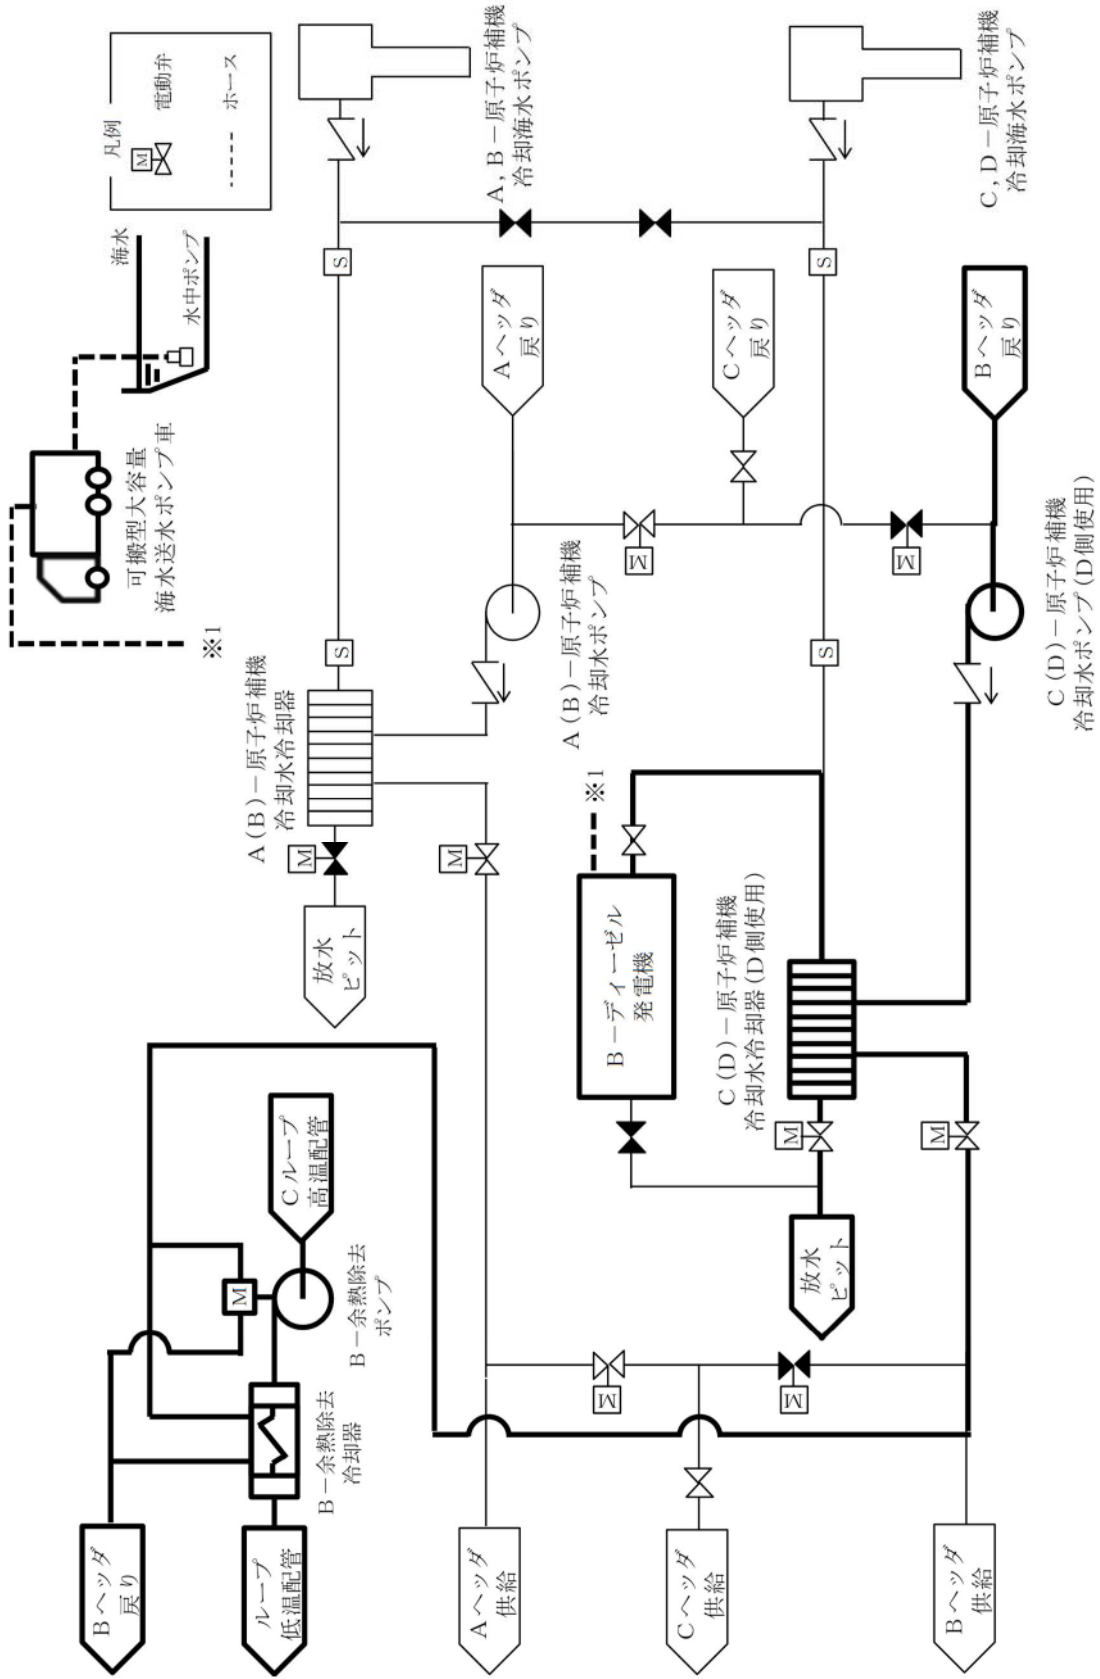 凡例
M
電動弁
ホース
海水
水中ポンプ
可搬型大容量
海水送水ポンプ車
※1
A,B－原子炉補機
冷却海水ポンプ
C,D－原子炉補機
冷却海水ポンプ
S
S
S
S
Aヘッダ
戻り
Cヘッダ
戻り
Bヘッダ
戻り
A(B)－原子炉補機
冷却水冷却器
A(B)－原子炉補機
冷却水ポンプ
M
M
C(D)－原子炉補機
冷却水ポンプ(D側使用)
M
M
放水
ピット
※1
B－ディーゼル
発電機
C(D)－原子炉補機
冷却水冷却器(D側使用)
M
M
放水
ピット
Cループ
高温配管
M
B－余熱除去
ポンプ
B－余熱除去
冷却器
M
M
Bヘッダ
戻り
ループ
低温配管
Aヘッダ
供給
Cヘッダ
供給
Bヘッダ
供給